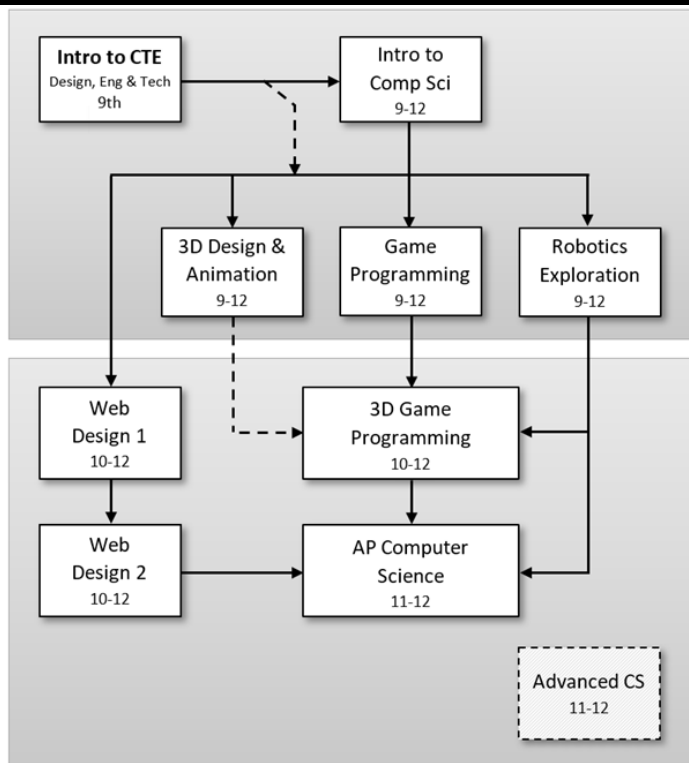 Intro to CTE
Design, Eng & Tech
9th
Intro to
Comp Sci
9-12
3D Design &
Animation
9-12
Game
Programming
9-12
Robotics
Exploration
9-12
Web
Design 1
10-12
3D Game
Programming
10-12
Web
Design 2
10-12
AP Computer
Science
11-12
Advanced CS
11-12